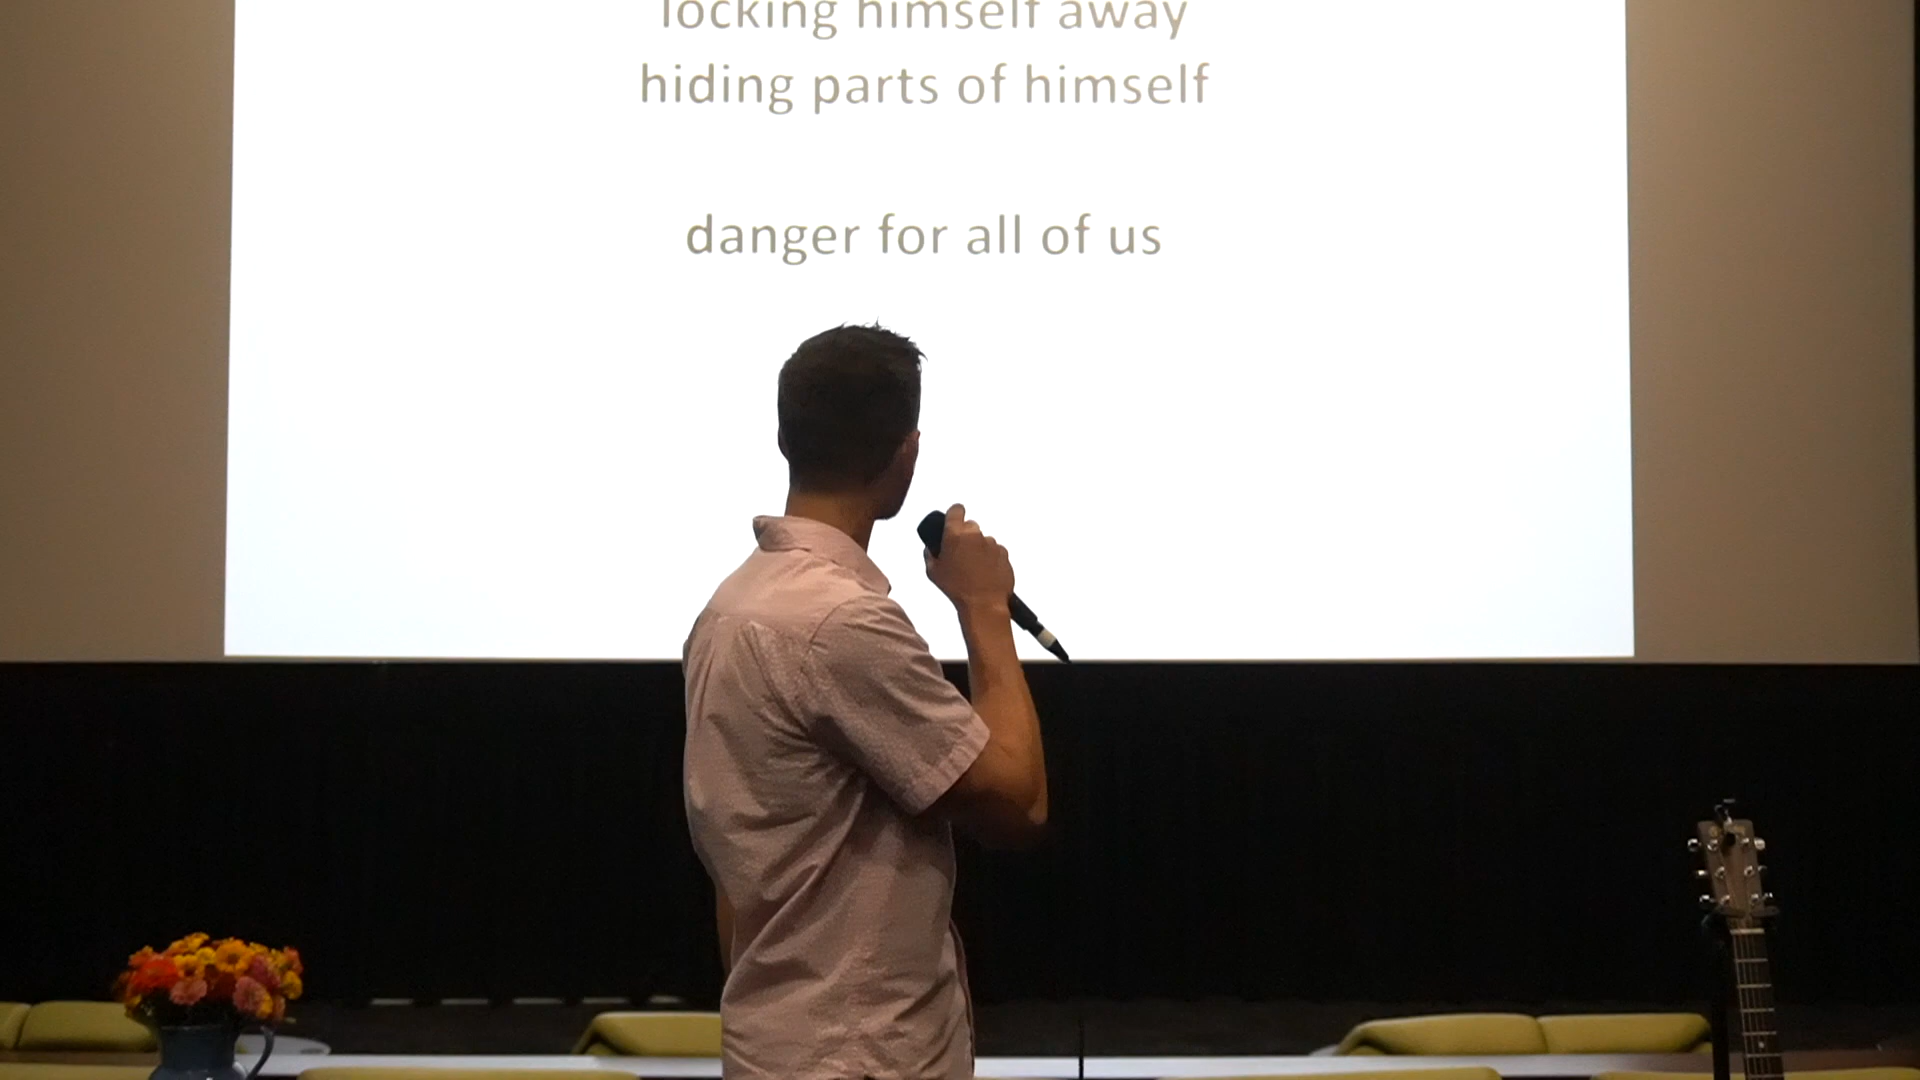 locking himself away
hiding parts of himself
danger for all of us